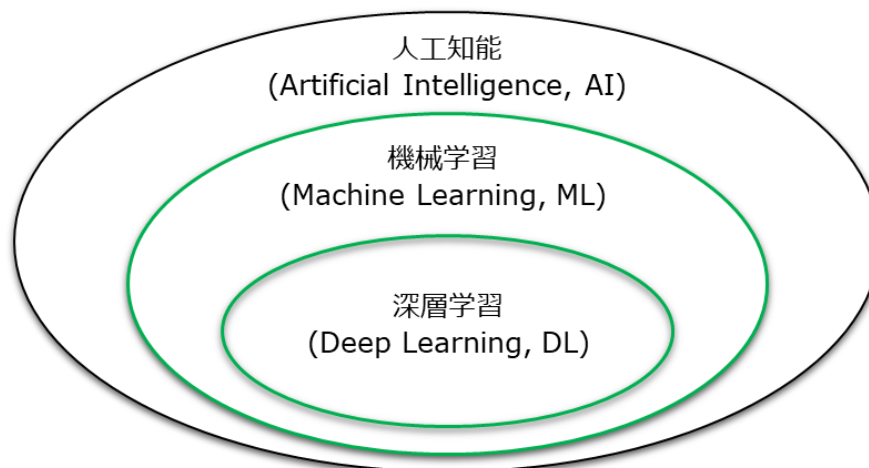 人工知能
(Artificial Intelligence, AI)
機械学習
(Machine Learning, ML)
深層学習
(Deep Learning, DL)